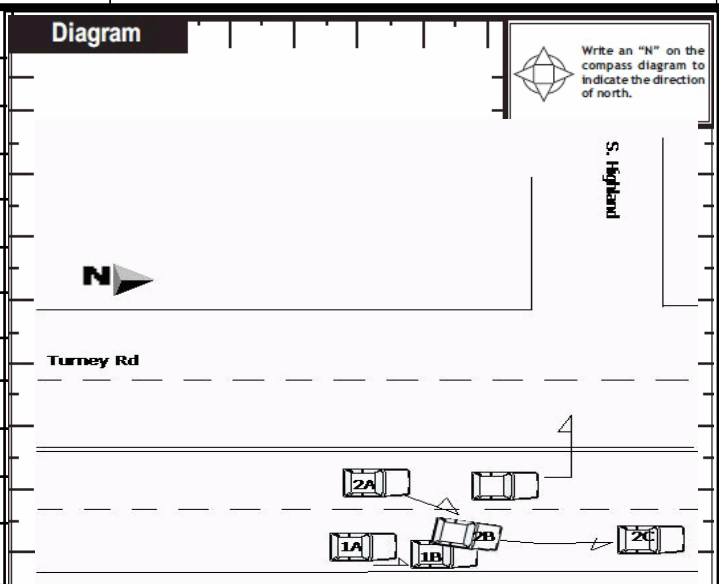 Diagram
Write an “N” on the
compass diagram to
indicate the direction
of north.
S. Highland
N
Turney Rd
2A
2B
2C
1A
1B